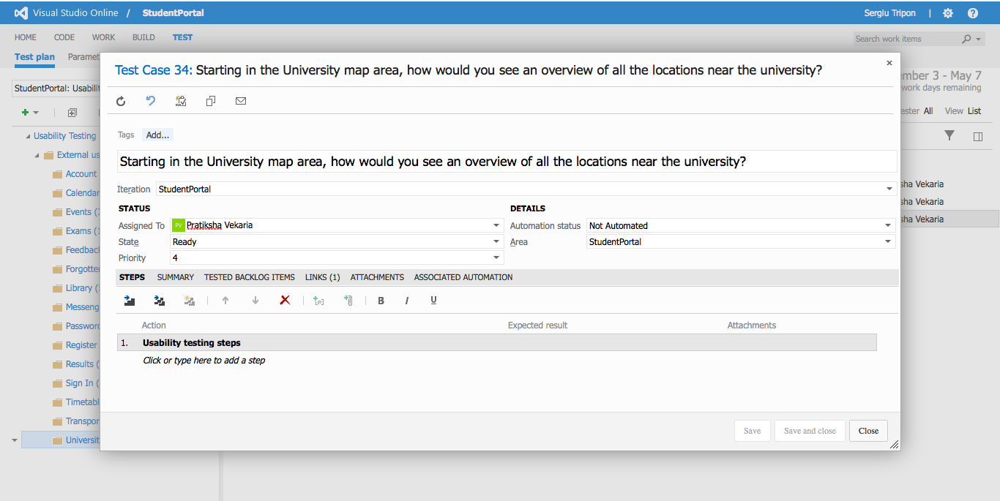 Visual Studio Online / StudentPortal Sergiu Tripon |
HOME CODE WORK BUILD TEST Search work items
Test plan Paramet
Test Case 34: Starting in the University map area, how would you see an overview of all the locations near the university?
mber 3 - May 7
work days remaining
StudentPortal: Usabilit
ester All View List
Tags Add...
Starting in the University map area, how would you see an overview of all the locations near the university?
Iteration StudentPortal
STATUS DETAILS
Assigned To PV Pratiksha Vekaria Automation status Not Automated
State Ready Area StudentPortal
Priority 4
STEPS SUMMARY TESTED BACKLOG ITEMS LINKS (1) ATTACHMENTS ASSOCIATED AUTOMATION
B I U
Action Expected result Attachments
1. Usability testing steps
Click or type here to add a step
Save Save and close Close
Usability Testing
External us
Account
Calendar
Events (
Exams (
Feedbac
Forgotte
Library (
Messeng
Password
Register
Results (
Sign In (
Timetabl
Transpor
Universit
sha Vekaria
sha Vekaria
sha Vekaria